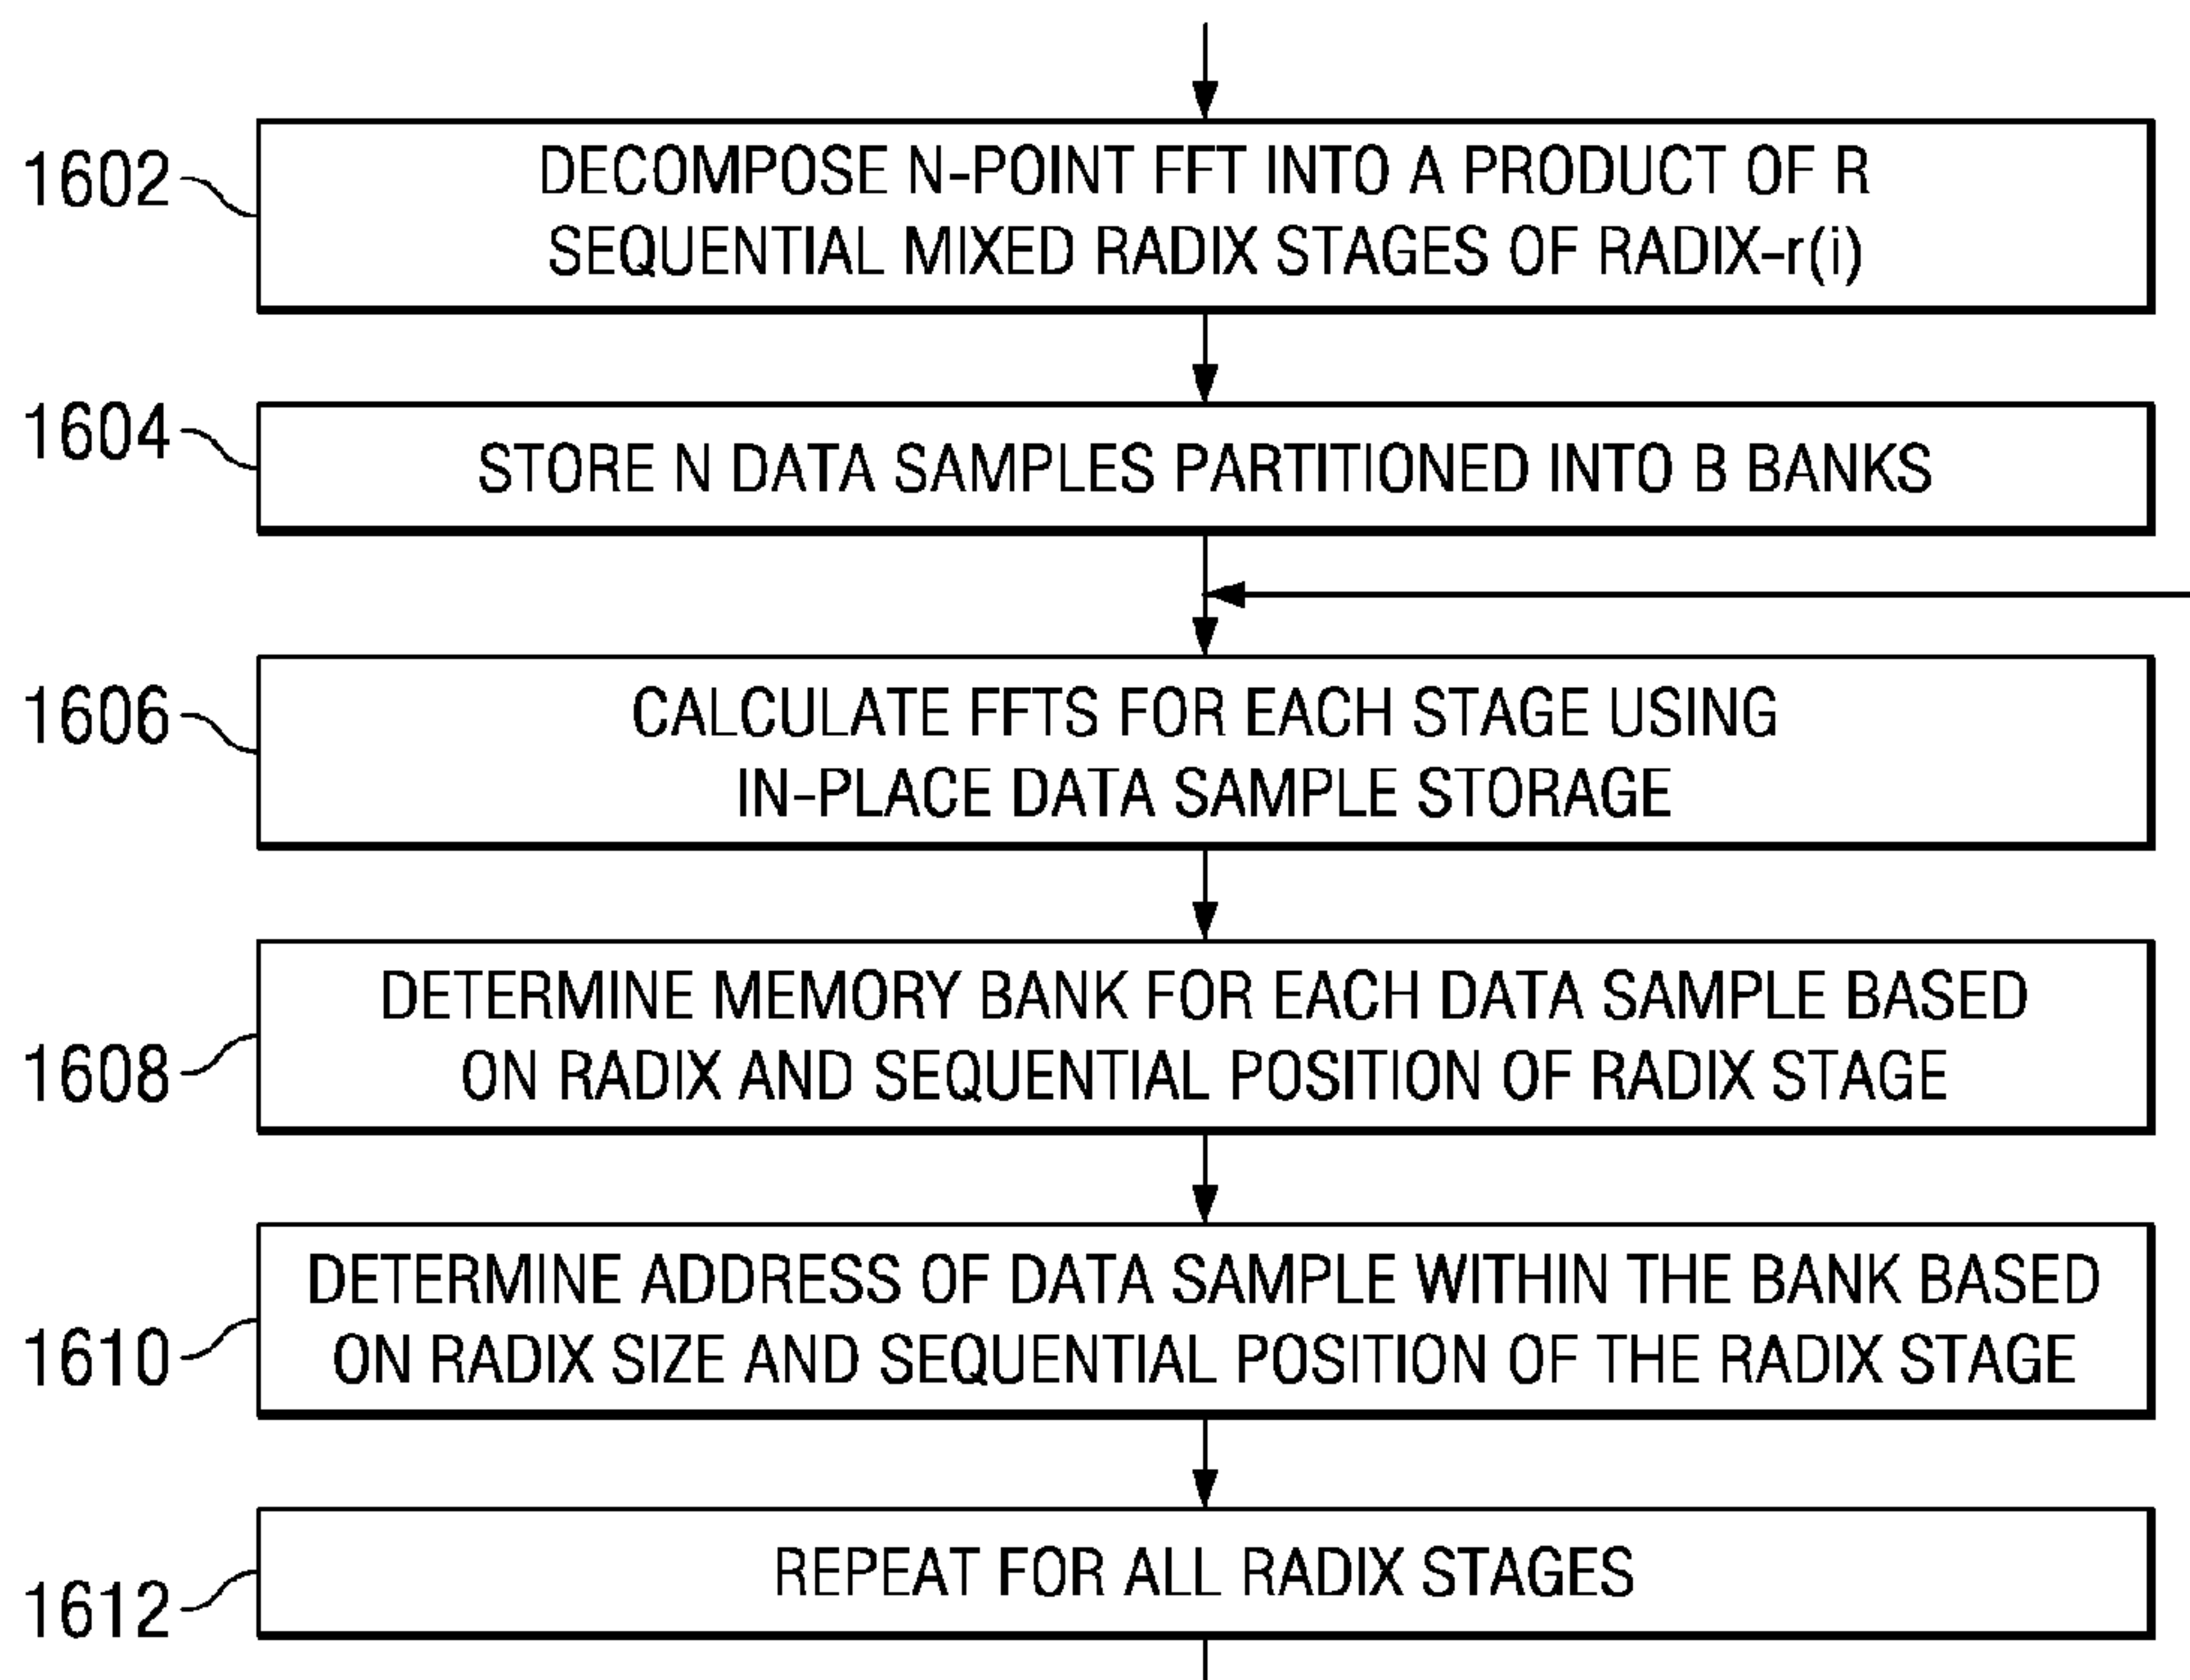 1602
DECOMPOSE N-POINT FFT INTO A PRODUCT OF R
SEQUENTIAL MIXED RADIX STAGES OF RADIX-r(i)
1604
STORE N DATA SAMPLES PARTITIONED INTO B BANKS
1606
CALCULATE FFTS FOR EACH STAGE USING
IN-PLACE DATA SAMPLE STORAGE
1608
DETERMINE MEMORY BANK FOR EACH DATA SAMPLE BASED
ON RADIX AND SEQUENTIAL POSITION OF RADIX STAGE
1610
DETERMINE ADDRESS OF DATA SAMPLE WITHIN THE BANK BASED
ON RADIX SIZE AND SEQUENTIAL POSITION OF THE RADIX STAGE
1612
REPEAT FOR ALL RADIX STAGES